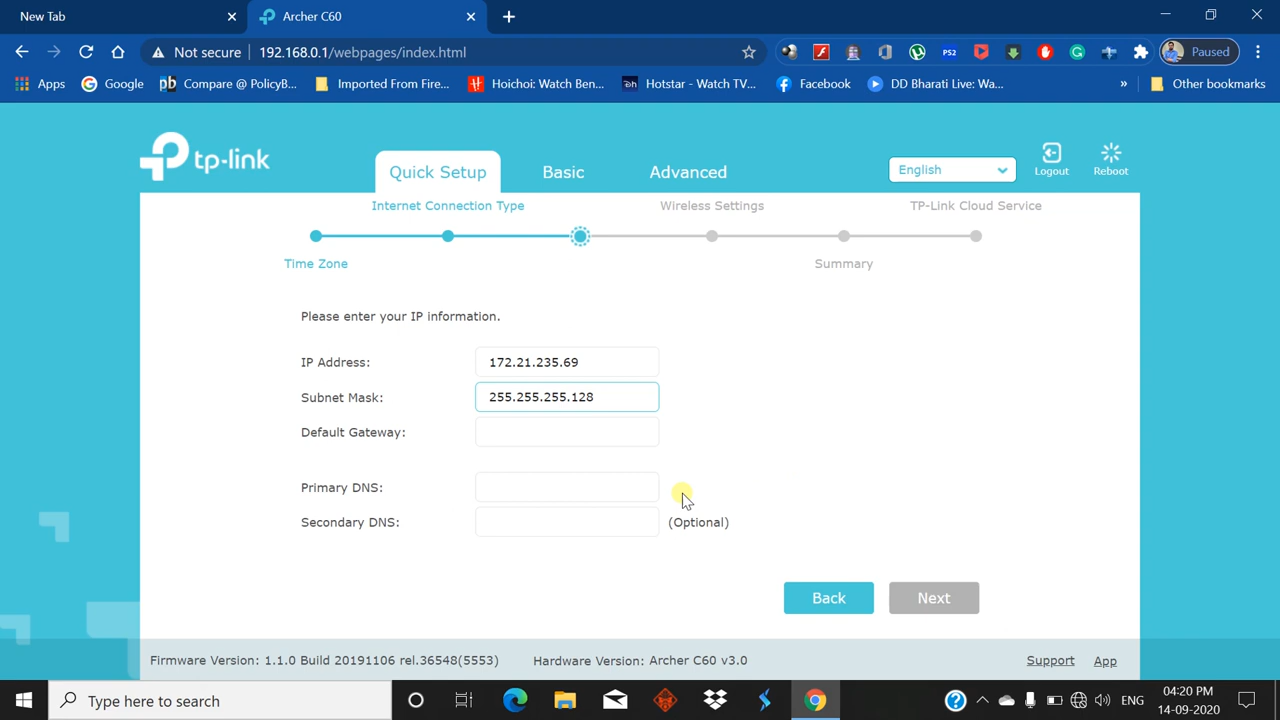 New Tab
Archer C60
Not secure 192.168.0.1/webpages/index.html
PS2
Paused
Apps Google pb Compare @ PolicyB... Imported From Fire... Hoichoi: Watch Ben... Hotstar - Watch TV... Facebook DD Bharati Live: Wa... » Other bookmarks
tp-link
Quick Setup Basic Advanced
English
Logout
Reboot
Internet Connection Type Wireless Settings TP-Link Cloud Service
Time Zone Summary
Please enter your IP information.
IP Address: 172.21.235.69
Subnet Mask: 255.255.255.128
Default Gateway:
Primary DNS:
Secondary DNS: (Optional)
Back Next
Firmware Version: 1.1.0 Build 20191106 rel.36548(5553) Hardware Version: Archer C60 v3.0 Support App
Type here to search
ENG
04:20 PM
14-09-2020